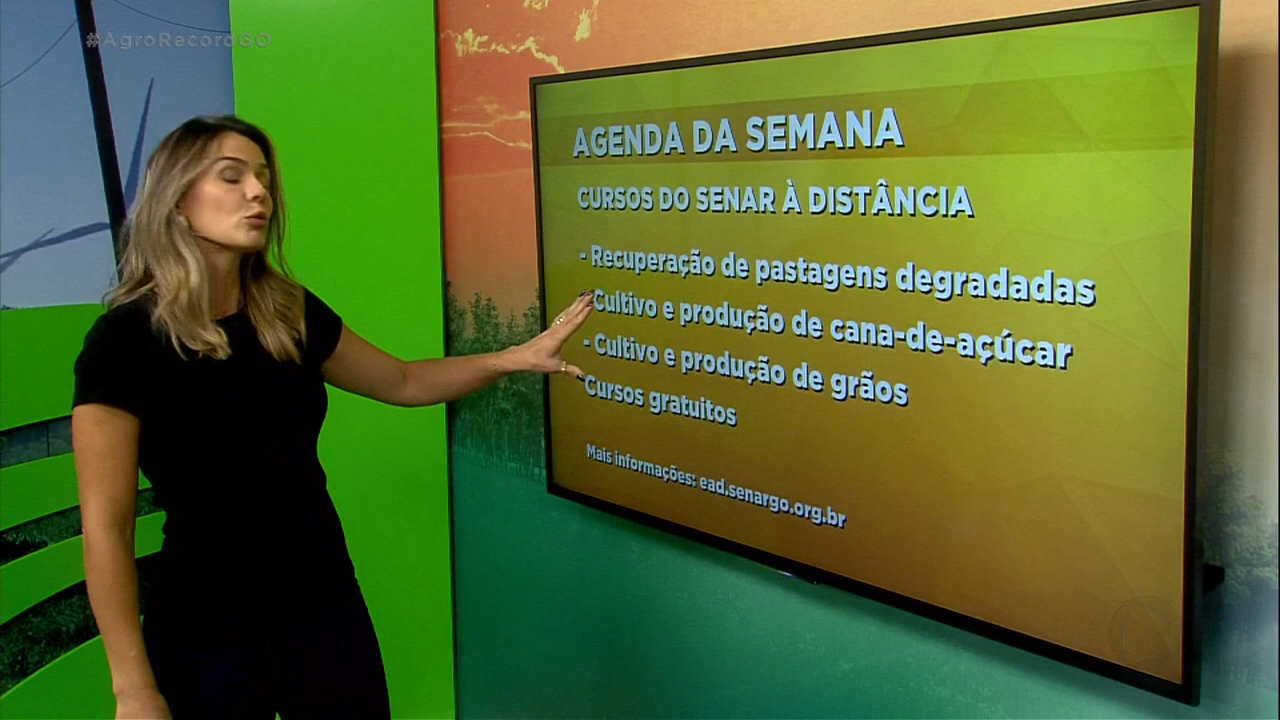 #AgroRecordGO
AGENDA DA SEMANA
CURSOS DO SENAR À DISTÂNCIA
- Recuperação de pastagens degradadas
Cultivo e produção de cana-de-açúcar
- Cultivo e produção de grãos
Cursos gratuitos
Mais informações: ead.senargo.org.br